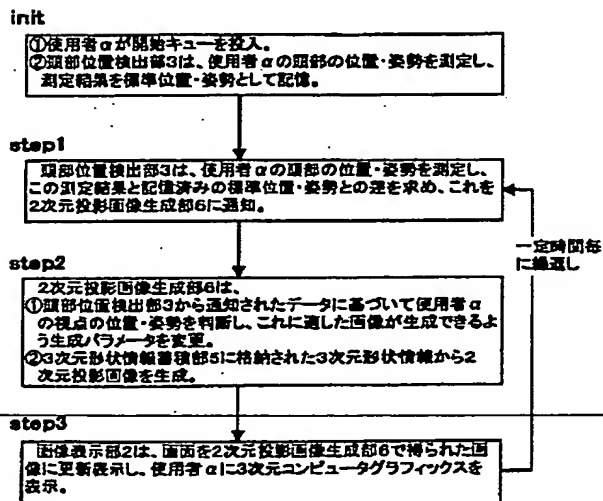 init
①使用者αが開始キューを投入。
②頭部位置検出部3は、使用者αの頭部の位置・姿勢を測定し、
測定結果を標準位置・姿勢として記憶。
step1
頭部位置検出部3は、使用者αの頭部の位置・姿勢を測定し、
この測定結果と記憶済みの標準位置・姿勢との差を求め、これを
2次元投影画像生成部6に通知。
一定時間毎
に繰返し
step2
2次元投影画像生成部6は、
①頭部位置検出部3から通知されたデータに基づいて使用者α
の視点の位置・姿勢を判断し、これに適した画像が生成できるよ
う生成パラメータを変更。
②3次元形状情報蓄積部5に格納された3次元形状情報から2
次元投影画像を生成。
step3
画像表示部2は、画面を2次元投影画像生成部6で得られた画
像に更新表示し、使用者αに3次元コンピュータグラフィックスを
表示。